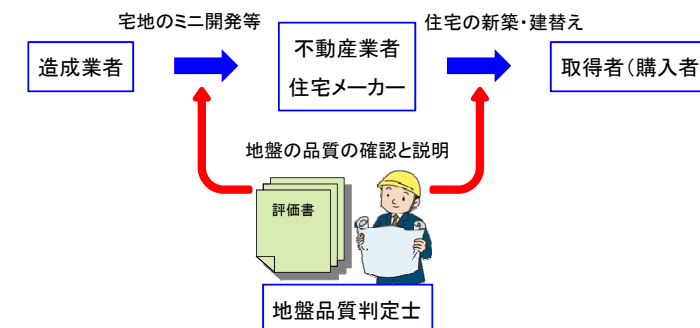 宅地のミニ開発等
住宅の新築・建替え
造成業者
不動産業者
住宅メーカー
取得者（購入者
地盤の品質の確認と説明
評価書
地盤品質判定士